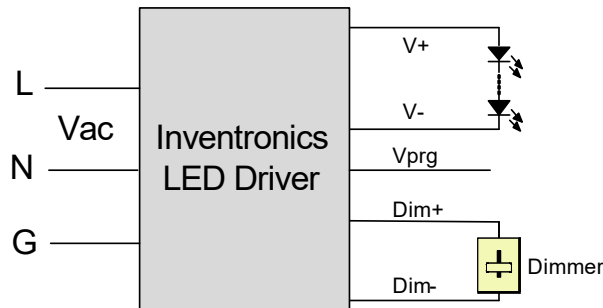 L
Vac
N
G
Inventronics
LED Driver
V+
V-
Vprg
Dim+
Dim-
Dimmer